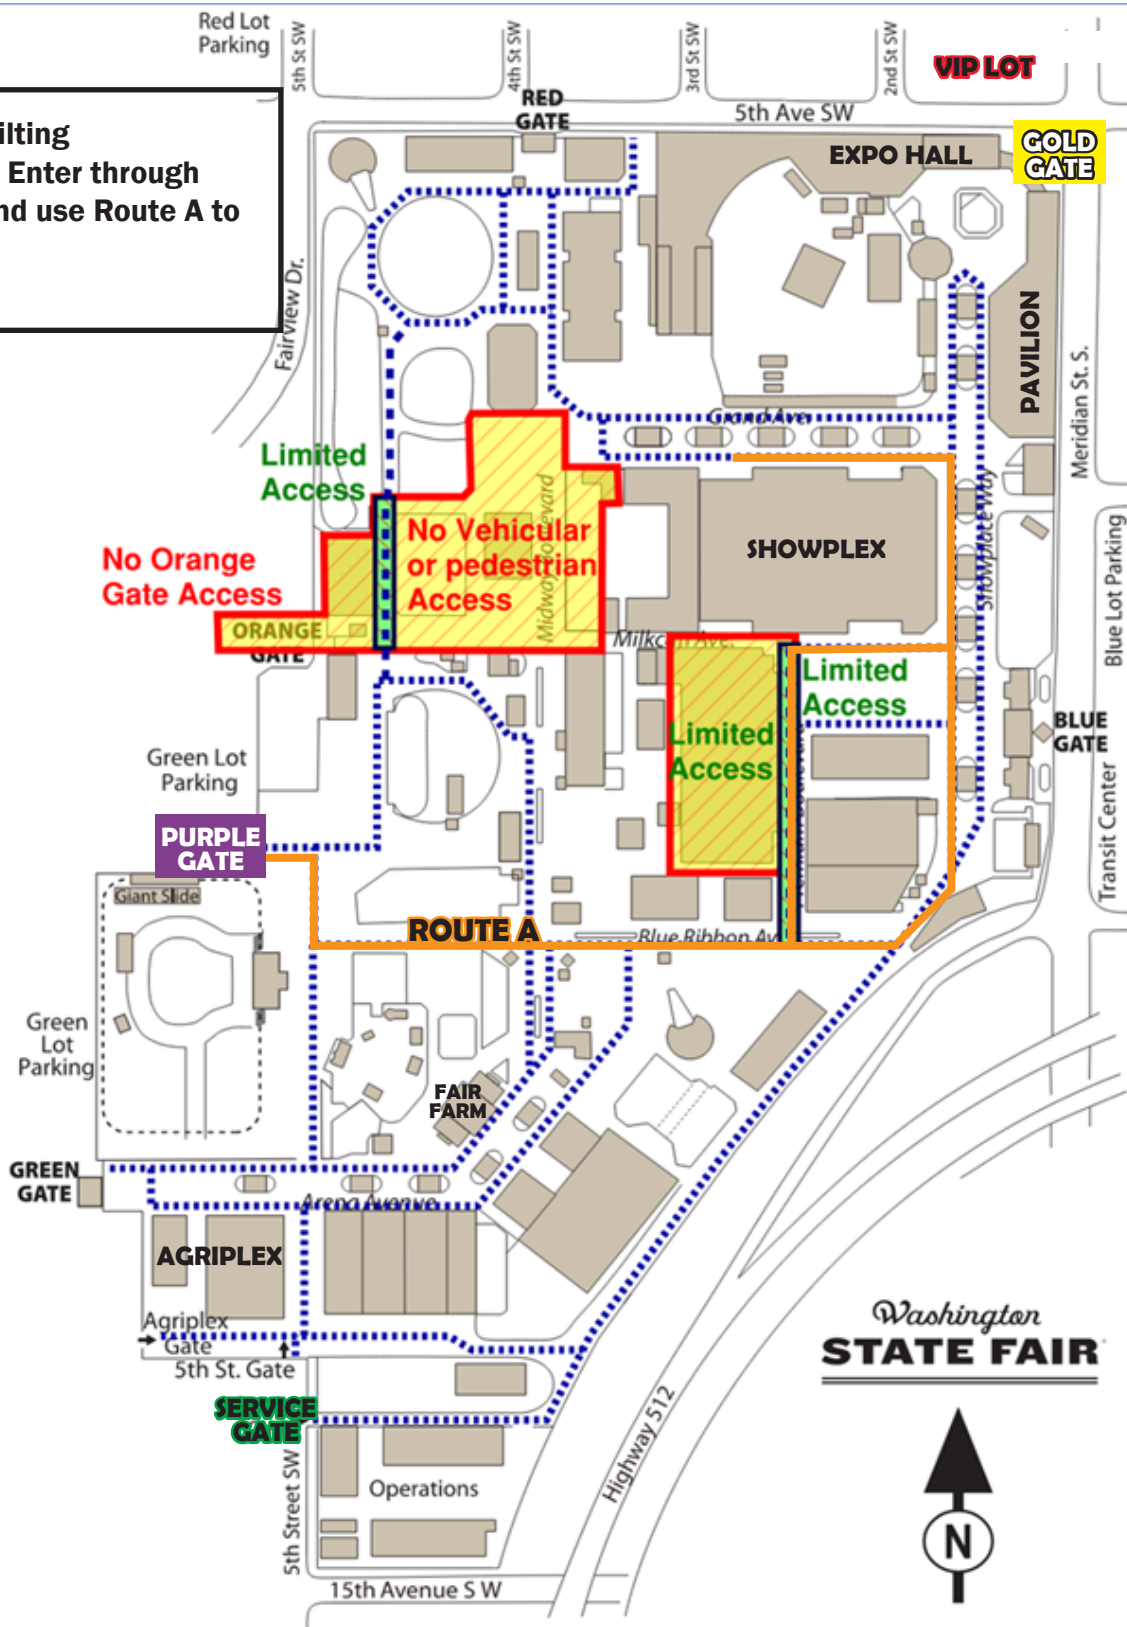 Red Lot
Parking
5th St SW
4th St SW
3rd St SW
2nd St SW
VIP LOT
RED
GATE
5th Ave SW
ilting
Enter through
nd use Route A to
EXPO HALL
GOLD
GATE
Fairview Dr.
PAVILION
Meridian St. S.
Grand Ave.
Limited
Access
No Vehicular
or pedestrian
Access
Midway Boulevard
SHOWPLEX
Showplace Way
Blue Lot Parking
No Orange
Gate Access
ORANGE
GATE
Limited
Access
Limited
Access
BLUE
GATE
Green Lot
Parking
Transit Center
PURPLE
GATE
Giant Slide
ROUTE A
Blue Ribbon Av
Green
Lot
Parking
FAIR
FARM
GREEN
GATE
Arena Avenue
AGRIPLEX
Agriplex
Gate
5th St. Gate
SERVICE
GATE
Washington
STATE FAIR
Highway 512
5th Street SW
Operations
N
15th Avenue S W